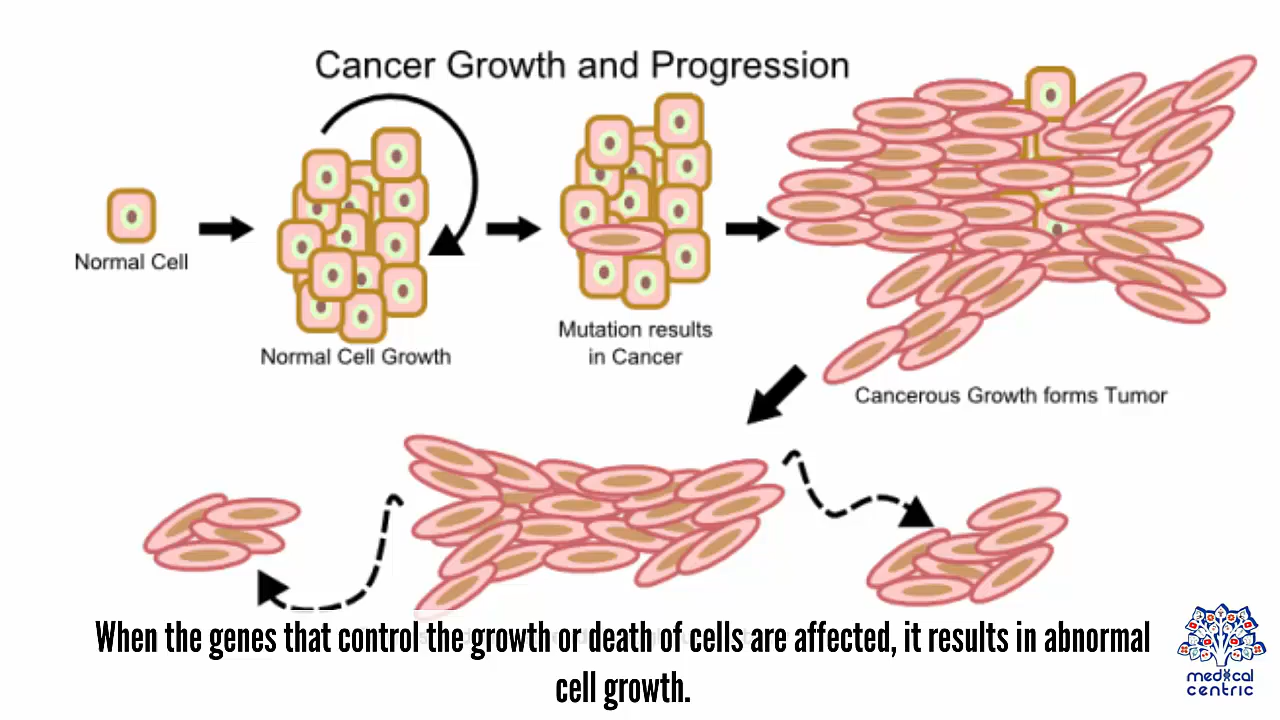 Cancer Growth and Progression
Normal Cell
Normal Cell Growth
Mutation results
in Cancer
Cancerous Growth forms Tumor
When the genes that control the growth or death of cells are affected, it results in abnormal
cell growth.
medical
centric